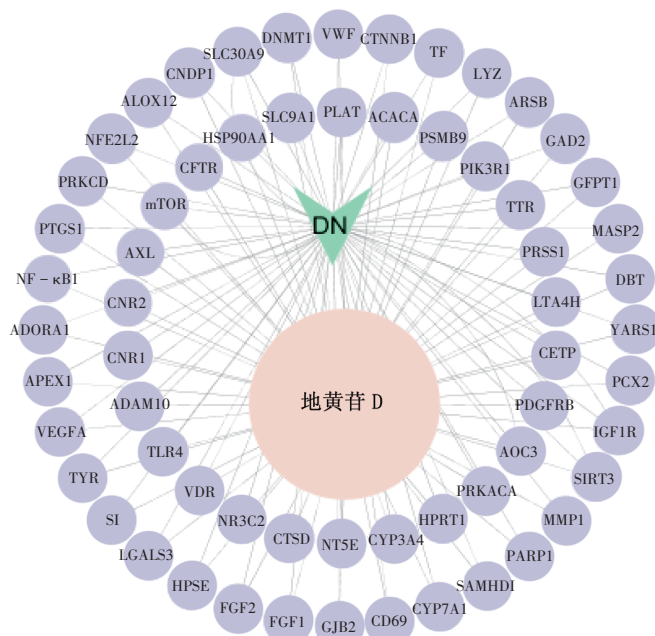 VWF
CTNNB1
TF
LYZ
ARSB
GAD2
GFPT1
MASP2
DBT
YARS1
PCX2
IGF1R
SIRT3
MMP1
PARP1
SAMHDI
CYP7A1
CD69
GJB2
FGF1
FGF2
HPSE
LGALS3
SI
TYR
VEGFA
APEX1
ADORA1
NF-κB1
PTGS1
PRKCD
NFE2L2
ALOX12
CNDP1
SLC30A9
DNMT1
PLAT
ACACA
PSMB9
PIK3R1
TTR
PRSS1
LTA4H
CETP
PDGFRB
AOC3
PRKACA
HPRT1
CYP3A4
NT5E
CTSD
NR3C2
VDR
TLR4
ADAM10
CNR1
CNR2
AXL
mTOR
CFTR
HSP90AA1
SLC9A1
DN
地黄苷 D